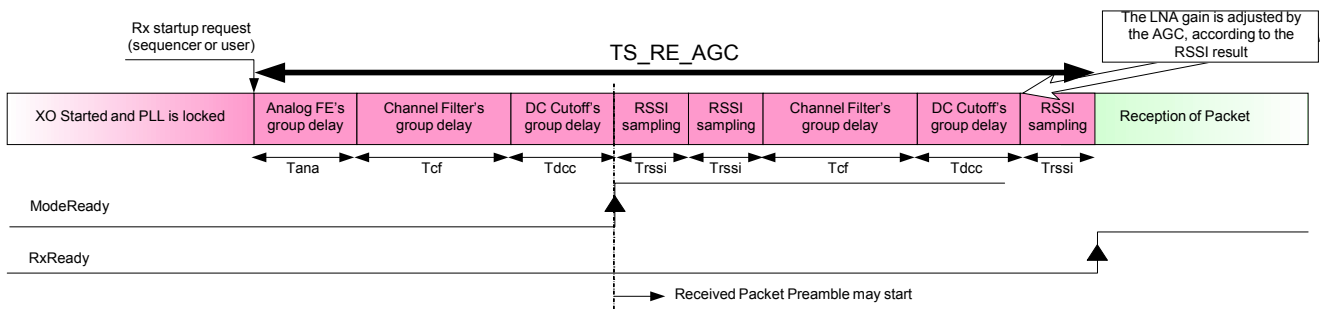 Rx startup request
(sequencer or user)
TS_RE_AGC
The LNA gain is adjusted by
the AGC, according to the
RSSI result
XO Started and PLL is locked
Analog FE's
group delay
Channel Filter's
group delay
DC Cutoff's
group delay
RSSI
sampling
RSSI
sampling
Channel Filter's
group delay
DC Cutoff's
group delay
RSSI
sampling
Reception of Packet
Tana
Tcf
Tdcc
Trssi
Trssi
Tcf
Tdcc
Trssi
ModeReady
RxReady
Received Packet Preamble may start